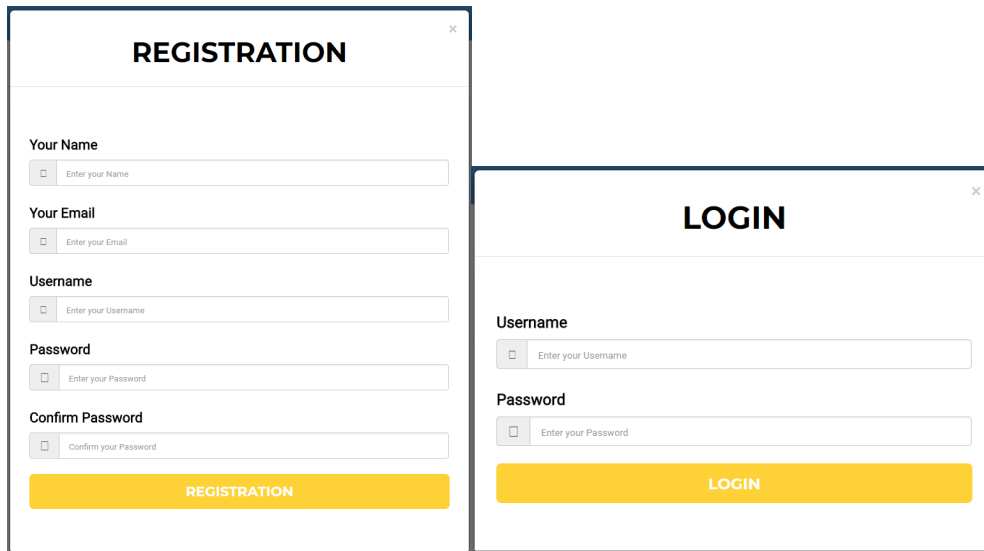 ×
REGISTRATION
Your Name
Enter your Name
Your Email
Enter your Email
Username
Enter your Username
Password
Enter your Password
Confirm Password
Confirm your Password
REGISTRATION
×
LOGIN
Username
Enter your Username
Password
Enter your Password
LOGIN